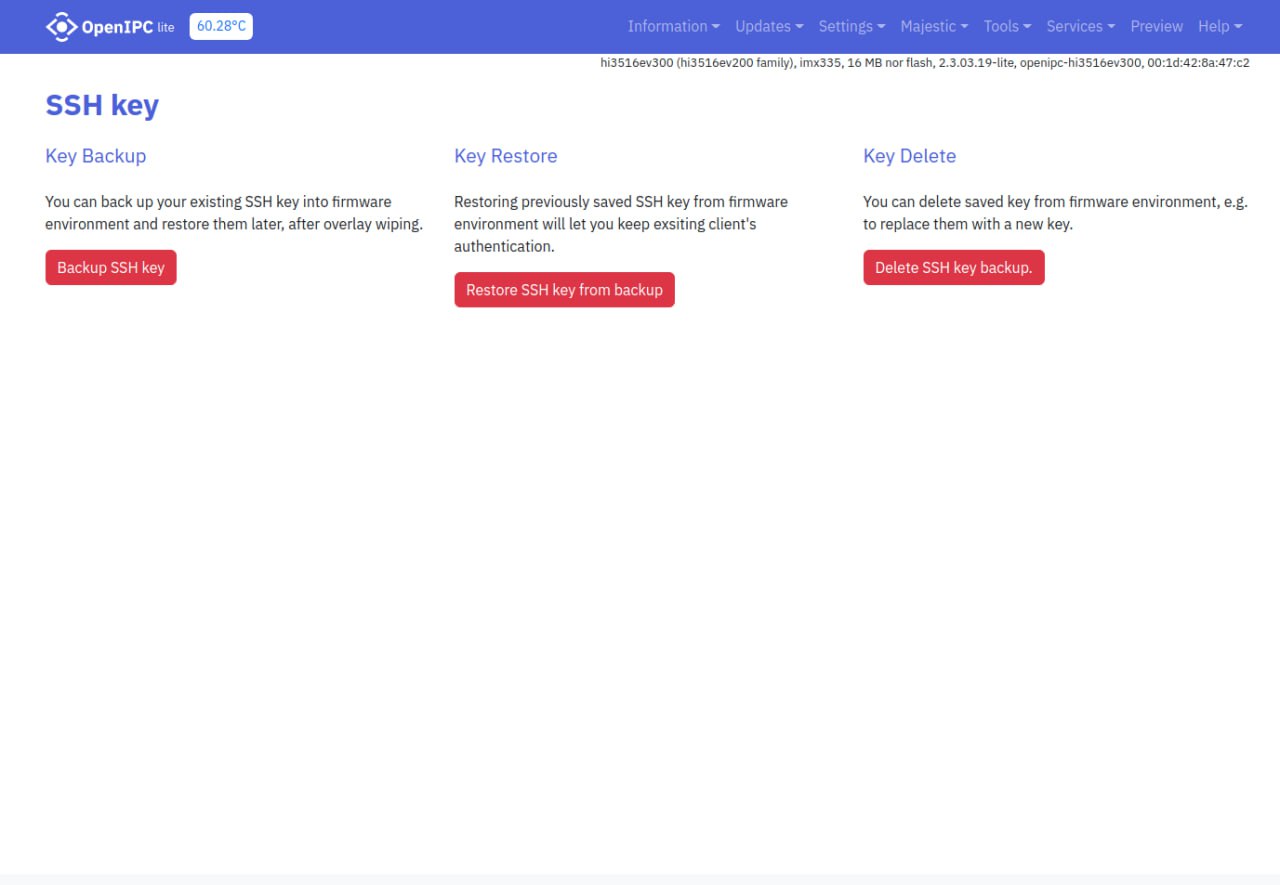 OpenIPC lite 60.28°C Information Updates Settings Majestic Tools Services Preview Help
hi3516ev300 (hi3516ev200 family), imx335, 16 MB nor flash, 2.3.03.19-lite, openipc-hi3516ev300, 00:1d:42:8a:47:c2
SSH key
Key Backup
You can back up your existing SSH key into firmware
environment and restore them later, after overlay wiping.
Backup SSH key
Key Restore
Restoring previously saved SSH key from firmware
environment will let you keep exsiting client's
authentication.
Restore SSH key from backup
Key Delete
You can delete saved key from firmware environment, e.g.
to replace them with a new key.
Delete SSH key backup.